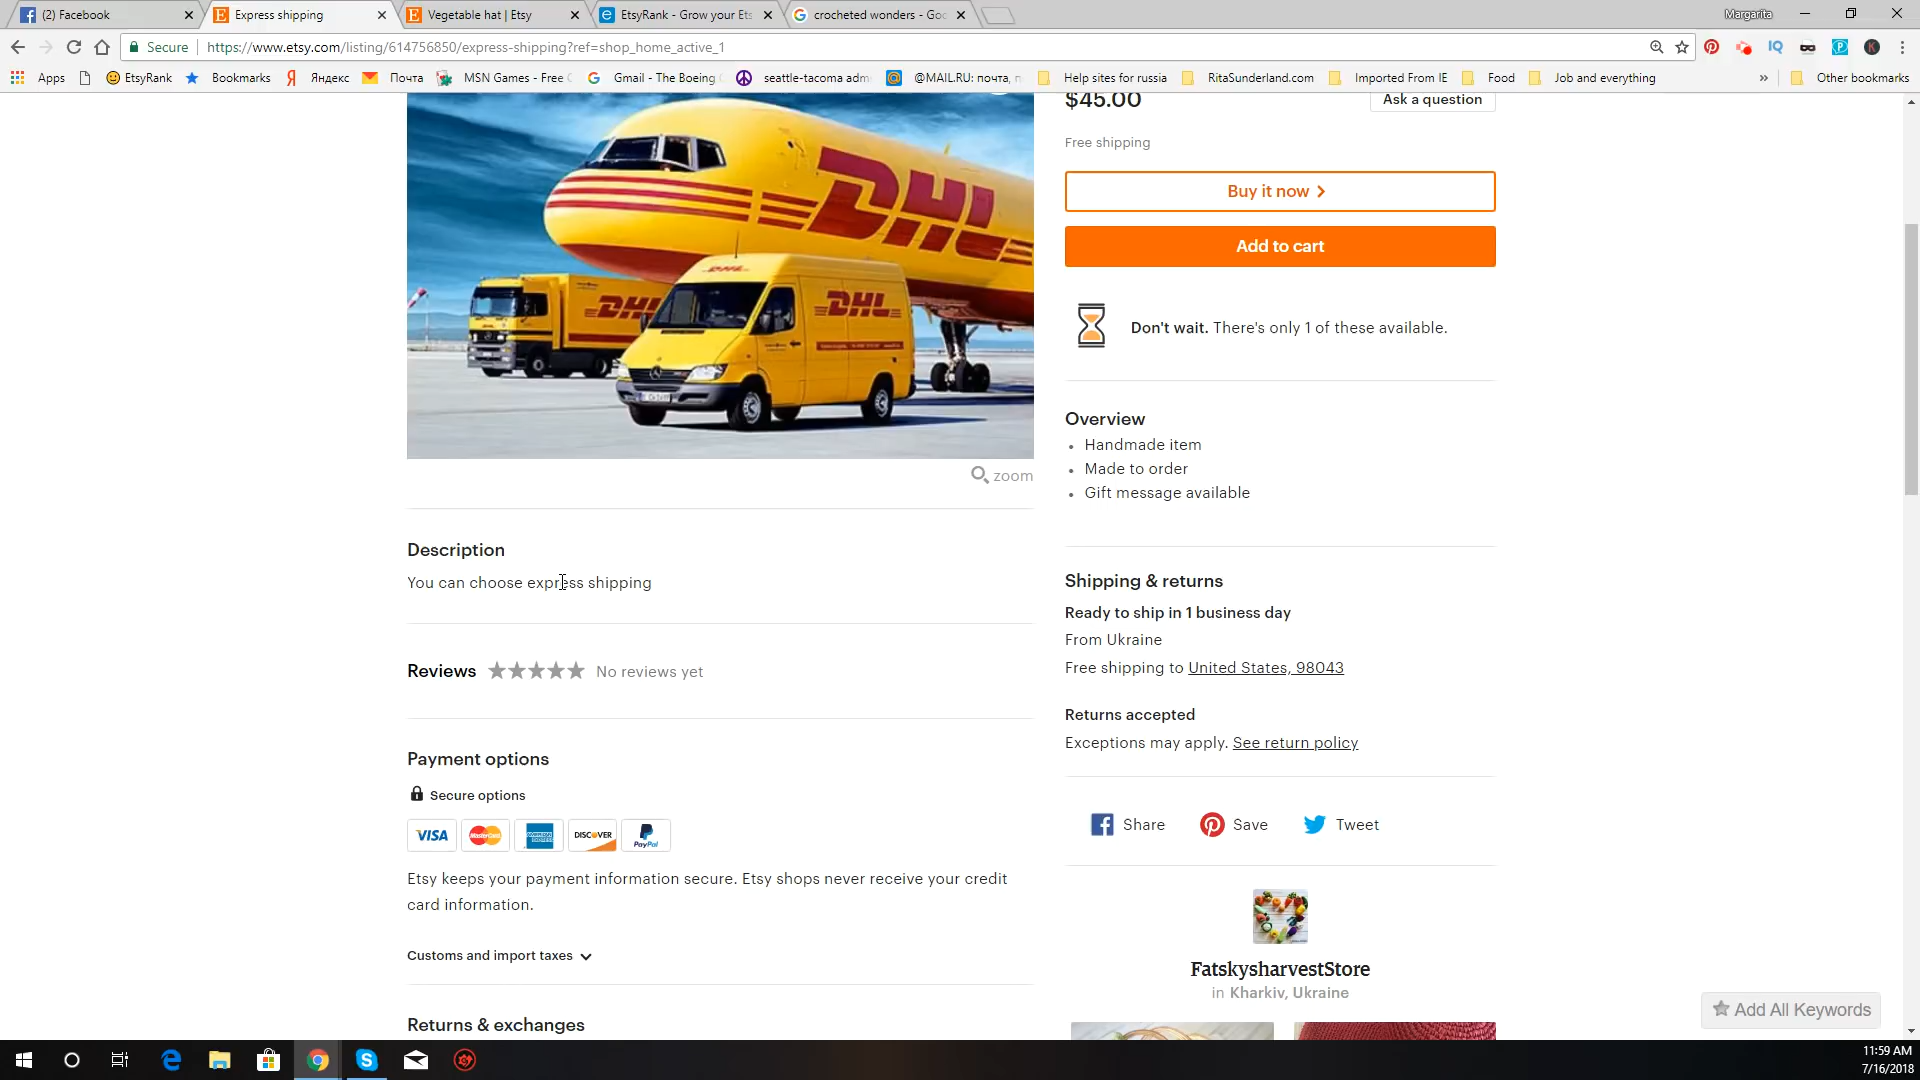 (2) Facebook
Express shipping
Vegetable hat | Etsy
EtsyRank - Grow your Ets
crocheted wonders - Goo
Margarita
Secure
https://www.etsy.com/listing/614756850/express-shipping?ref=shop_home_active_1
Apps
EtsyRank
Bookmarks
Яндекс
Почта
MSN Games - Free
Gmail - The Boeing
seattle-tacoma adm
@MAIL.RU: почта,
Help sites for russia
RitaSunderland.com
Imported From IE
Food
Job and everything
»
Other bookmarks
$45.00
Ask a question
Free shipping
Buy it now
Add to cart
Don't wait. There's only 1 of these available.
DHL
DHL
DHL
DHL
zoom
Overview
Handmade item
Made to order
Gift message available
Description
You can choose express shipping
Shipping & returns
Ready to ship in 1 business day
From Ukraine
Free shipping to United States, 98043
Reviews
No reviews yet
Returns accepted
Exceptions may apply. See return policy
Payment options
Secure options
VISA
MasterCard
DISCOVER
PayPal
Share
Save
Tweet
Etsy keeps your payment information secure. Etsy shops never receive your credit
card information.
Customs and import taxes
FatskysharvestStore
in Kharkiv, Ukraine
Returns & exchanges
Add All Keywords
11:59 AM
7/16/2018